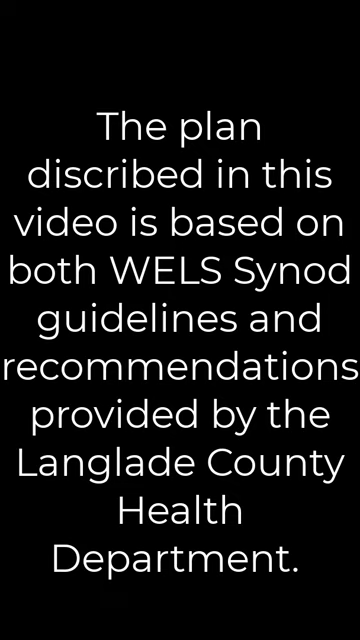 The plan
discribed in this
video is based on
both WELS Synod
guidelines and
recommendations
provided by the
Langlade County
Health
Department.